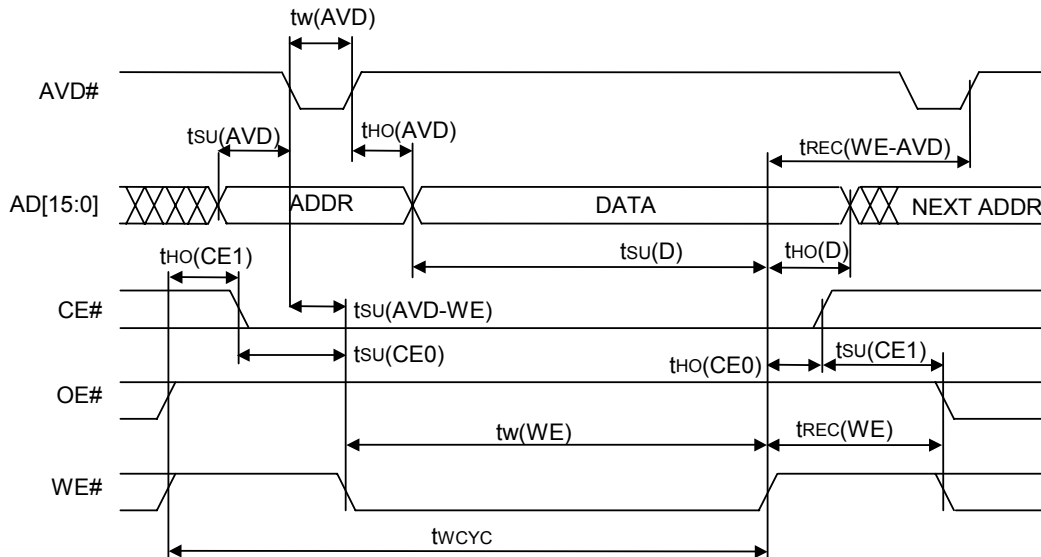 tw(AVD)
AVD#
tSU(AVD)
tHO(AVD)
tREC(WE-AVD)
AD[15:0]
ADDR
DATA
NEXT ADDR
tHO(CE1)
tSU(D)
tHO(D)
CE#
tSU(AVD-WE)
tSU(CE0)
tHO(CE0)
tSU(CE1)
OE#
tw(WE)
tREC(WE)
WE#
twCYC